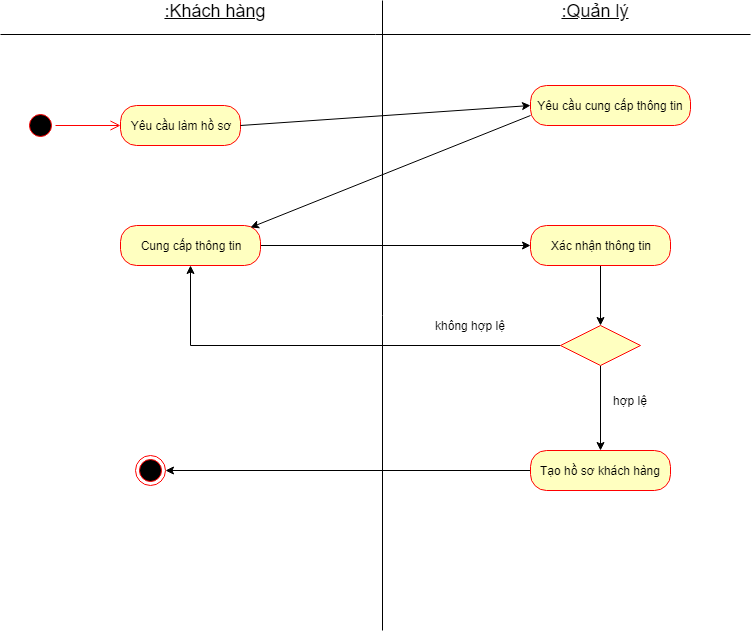 :Khách hàng
:Quản lý
Yêu cầu làm hồ sơ
Yêu cầu cung cấp thông tin
Cung cấp thông tin
Xác nhận thông tin
không hợp lệ
hợp lệ
Tạo hồ sơ khách hàng